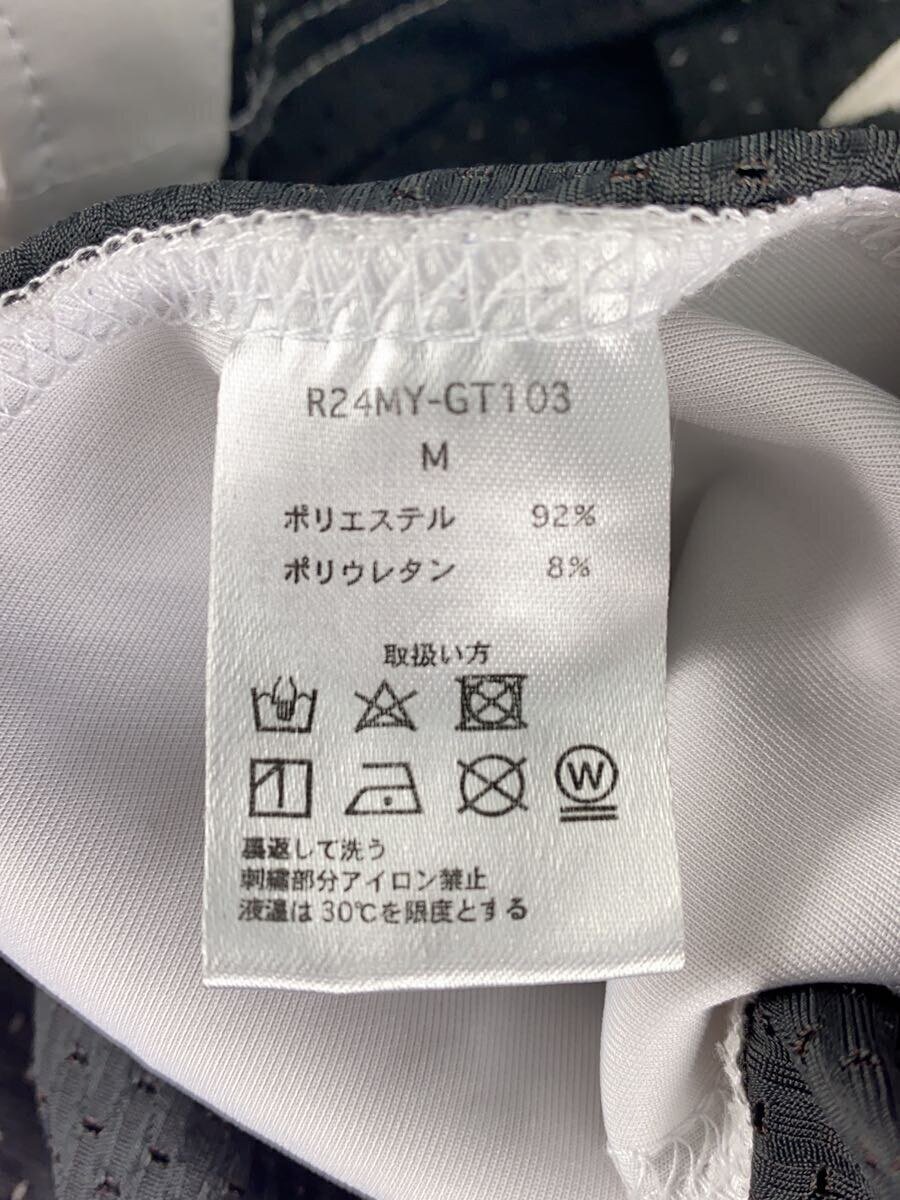 R24MY-GT103
M
ポリエステル 92%
ポリウレタン 8%
取扱い方
W
裏返して洗う
刺繍部分アイロン禁止
液温は30℃を限度とする